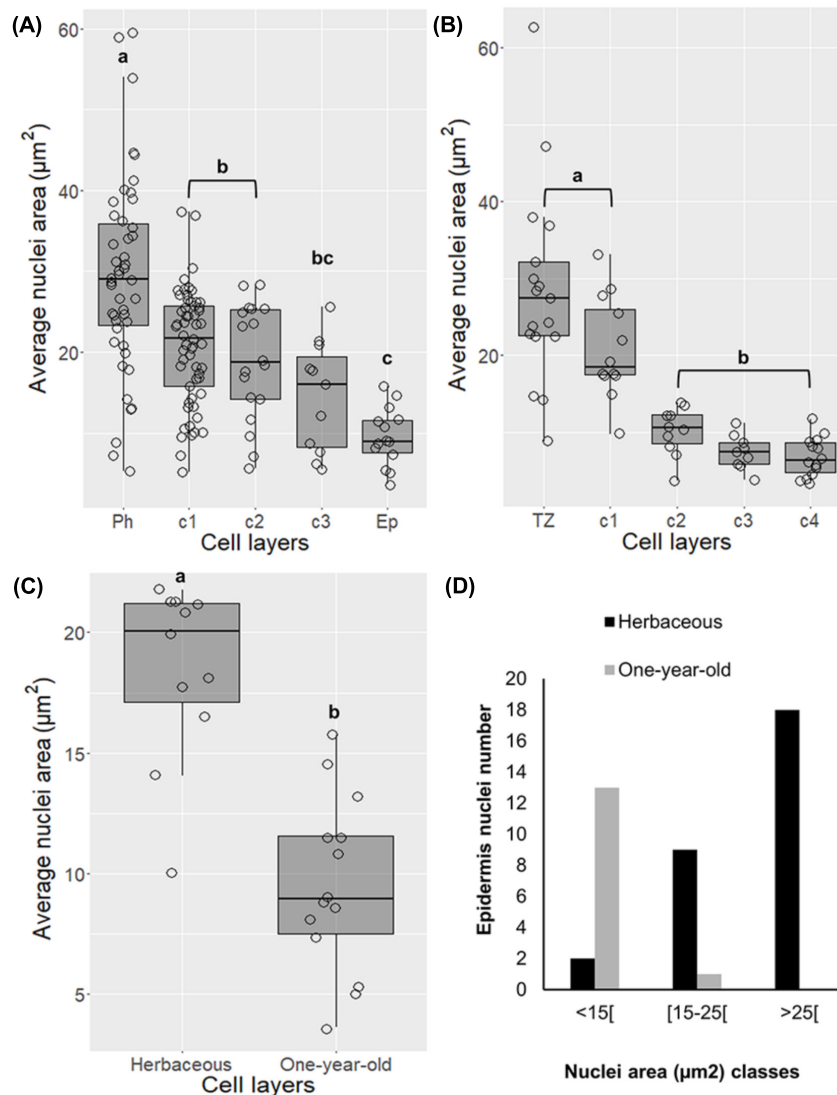 (A)
Average nuclei area (µm²)
60
40
20
a
b
bc
c
Ph c1 c2 c3 Ep
Cell layers
(B)
Average nuclei area (µm²)
60
40
20
a
b
TZ c1 c2 c3 c4
Cell layers
(C)
Average nuclei area (µm²)
20
15
10
5
a
b
Herbaceous One-year-old
Cell layers
(D)
Herbaceous
One-year-old
Epidermis nuclei number
20
18
16
14
12
10
8
6
4
2
0
<15[ [15-25[ >25[
Nuclei area (µm2) classes